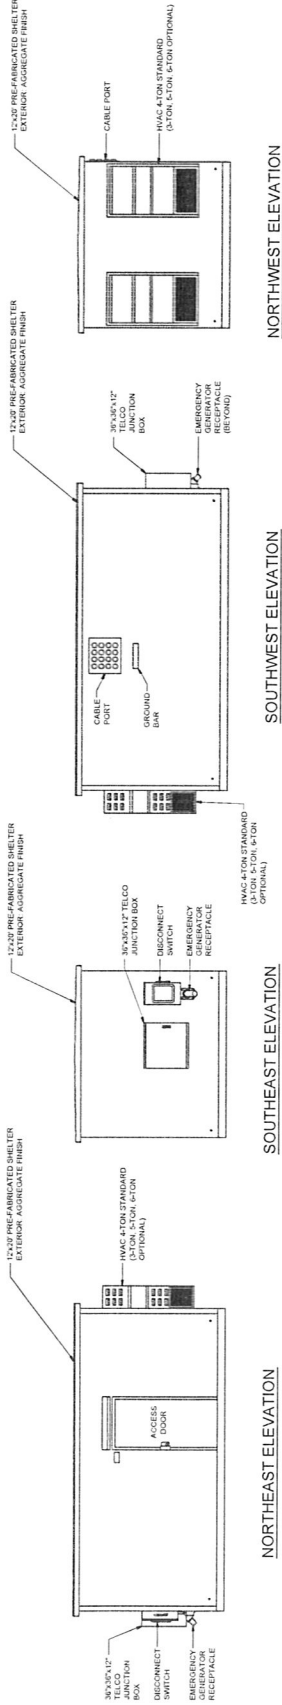 12'x20' PRE-FABRICATED SHELTER
EXTERIOR: AGGREGATE FINISH
HVAC 4-TON STANDARD
(3-TON, 5-TON, 6-TON
OPTIONAL)
ACCESS
DOOR
36"x36"x12"
TELCO
JUNCTION
BOX
DISCONNECT
SWITCH
EMERGENCY
GENERATOR
RECEPTACLE
NORTHEAST ELEVATION
12'x20' PRE-FABRICATED SHELTER
EXTERIOR: AGGREGATE FINISH
36"x36"x12" TELCO
JUNCTION BOX
DISCONNECT
SWITCH
EMERGENCY
GENERATOR
RECEPTACLE
SOUTHEAST ELEVATION
12'x20' PRE-FABRICATED SHELTER
EXTERIOR: AGGREGATE FINISH
CABLE
PORT
GROUND
BAR
HVAC 4-TON STANDARD
(3-TON, 5-TON, 6-TON
OPTIONAL)
36"x36"x12"
TELCO
JUNCTION
BOX
EMERGENCY
GENERATOR
RECEPTACLE
(BEYOND)
SOUTHWEST ELEVATION
12'x20' PRE-FABRICATED SHELTER
EXTERIOR: AGGREGATE FINISH
CABLE PORT
HVAC 4-TON STANDARD
(3-TON, 5-TON, 6-TON OPTIONAL)
NORTHWEST ELEVATION